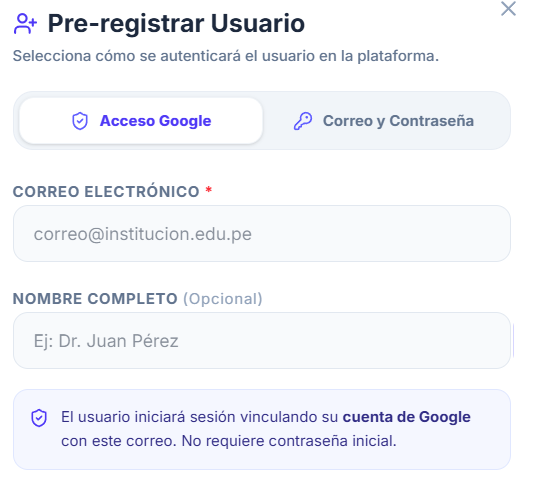 Pre-registrar Usuario
Selecciona cómo se autenticará el usuario en la plataforma.
Acceso Google
Correo y Contraseña
CORREO ELECTRÓNICO *
correo@institucion.edu.pe
NOMBRE COMPLETO (Opcional)
Ej: Dr. Juan Pérez
El usuario iniciará sesión vinculando su cuenta de Google
con este correo. No requiere contraseña inicial.